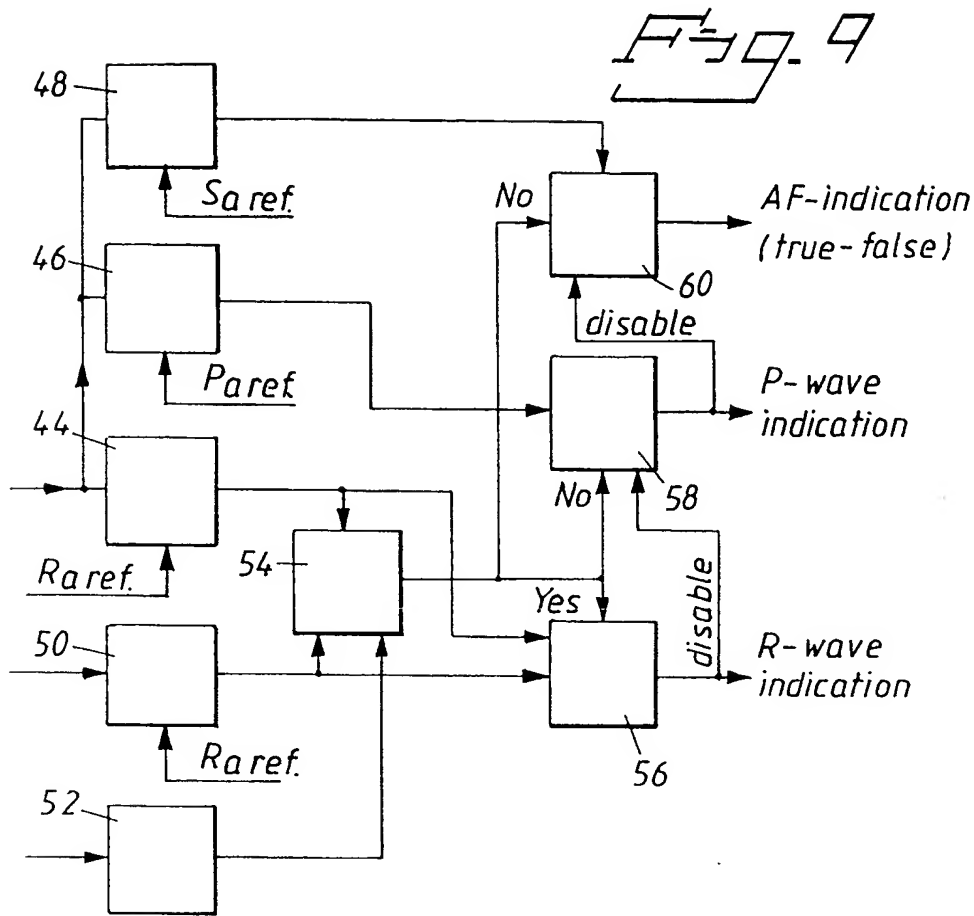 Fig. 9
48
Sa ref.
No
AF-indication
(true-false)
46
60
disable
Pa ref.
P-wave
indication
44
58
No
54
Ra ref.
Yes
disable
50
R-wave
indication
56
Ra ref.
52